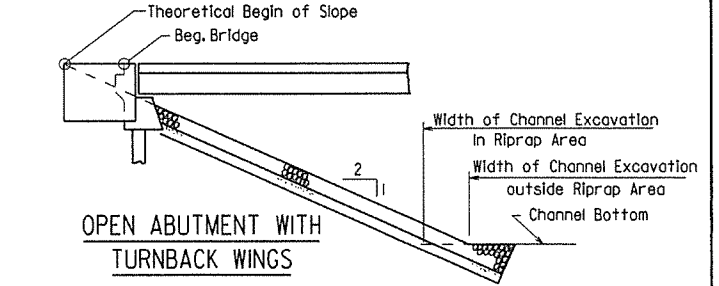 Theoretical Begin of Slope
Beg. Bridge
Width of Channel Excavation
In Riprap Area
2
1
Width of Channel Excavation
outside Riprap Area
Channel Bottom
OPEN ABUTMENT WITH
TURNBACK WINGS